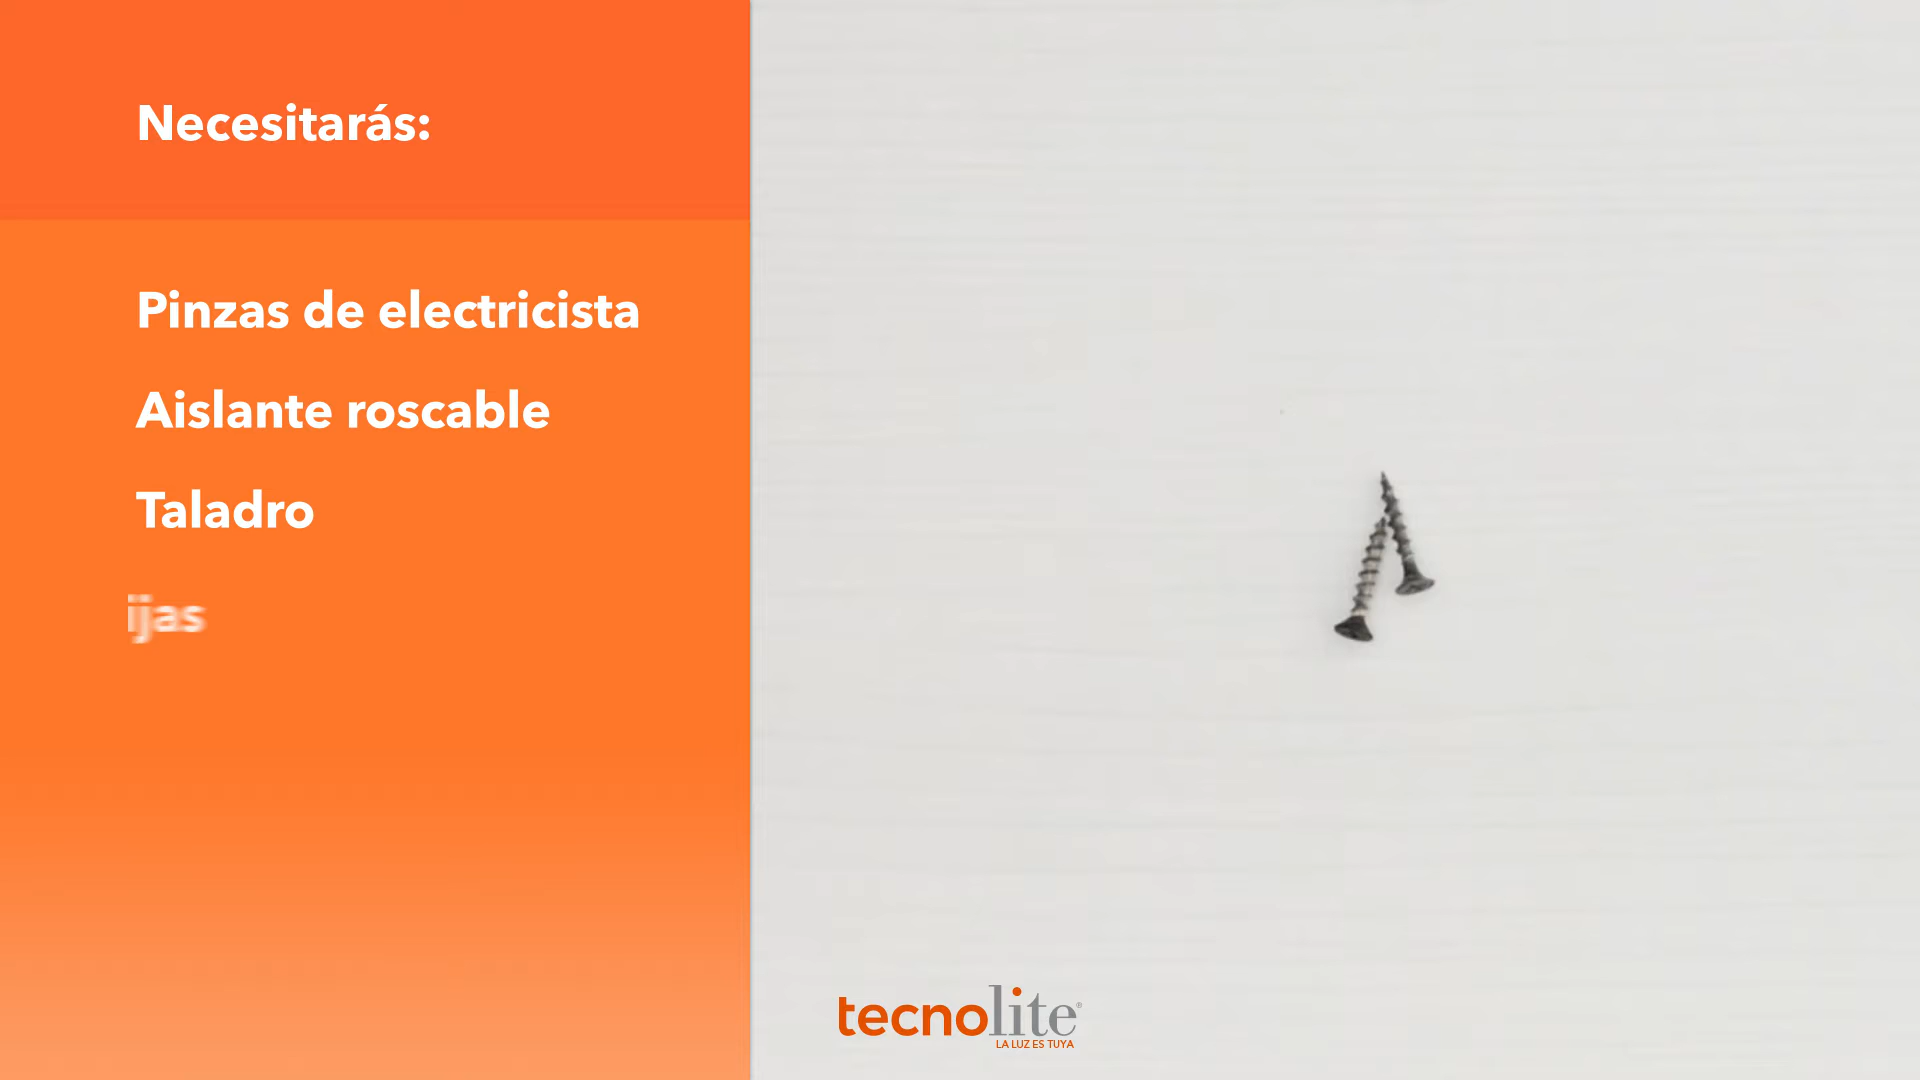 Necesitarás:
Pinzas de electricista
Aislante roscable
Taladro
ijas
tecnolite®
LA LUZ ES TUYA